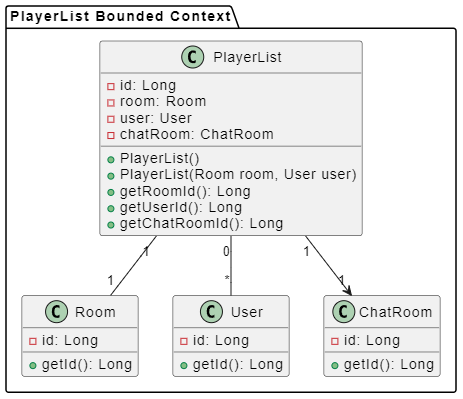 PlayerList Bounded Context
C PlayerList
id: Long
room: Room
user: User
chatRoom: ChatRoom
PlayerList()
PlayerList(Room room, User user)
getRoomId(): Long
getUserId(): Long
getChatRoomId(): Long
1 0 1
1 * 1
C Room
id: Long
getId(): Long
C User
id: Long
getId(): Long
C ChatRoom
id: Long
getId(): Long